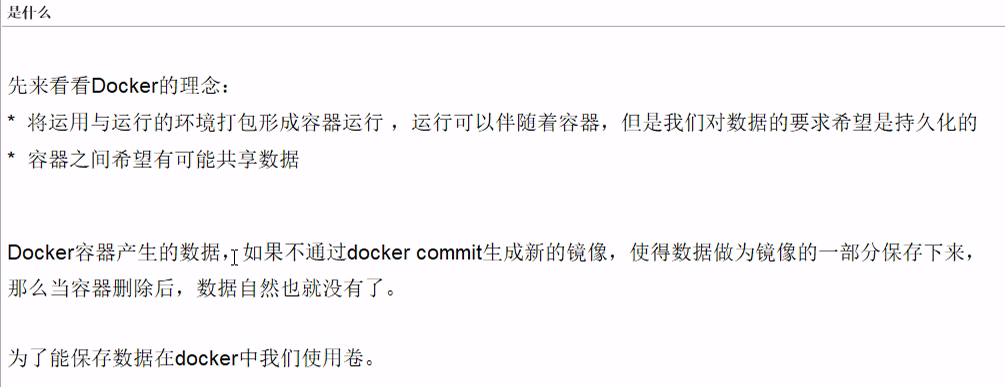 是什么
先来看看Docker的理念：
* 将运用与运行的环境打包形成容器运行 ，运行可以伴随着容器，但是我们对数据的要求希望是持久化的
* 容器之间希望有可能共享数据
Docker容器产生的数据，如果不通过docker commit生成新的镜像，使得数据做为镜像的一部分保存下来，
那么当容器删除后，数据自然也就没有了。
为了能保存数据在docker中我们使用卷。